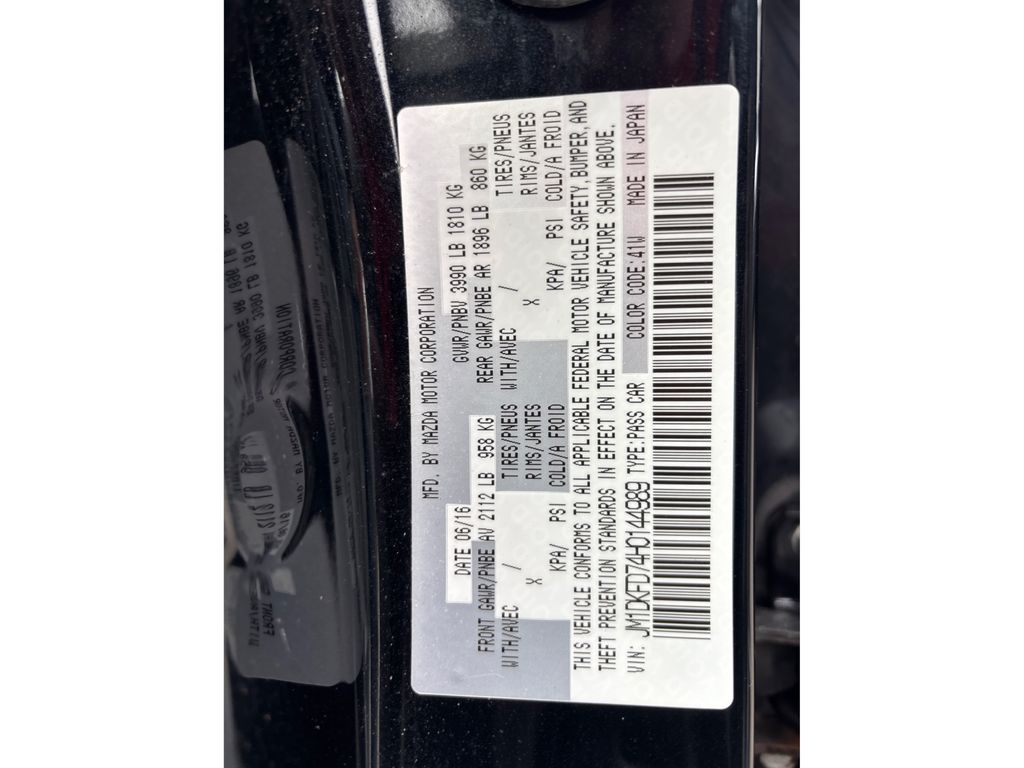 MFD. BY MAZDA MOTOR CORPORATION
DATE 06/16 GVWR/PNBV 3990 LB 1810 KG
FRONT GAWR/PNBE AV 2112 LB 958 KG REAR GAWR/PNBE AR 1896 LB 860 KG
WITH/AVEC / TIRES/PNEUS WITH/AVEC / TIRES/PNEUS
X RIMS/JANTES X RIMS/JANTES
KPA/ PSI COLD/A FROID KPA/ PSI COLD/A FROID
THIS VEHICLE CONFORMS TO ALL APPLICABLE FEDERAL MOTOR VEHICLE SAFETY, BUMPER, AND
THEFT PREVENTION STANDARDS IN EFFECT ON THE DATE OF MANUFACTURE SHOWN ABOVE.
VIN: JM1DKFD74H0144989 TYPE:PASS CAR COLOR CODE:41W MADE IN JAPAN